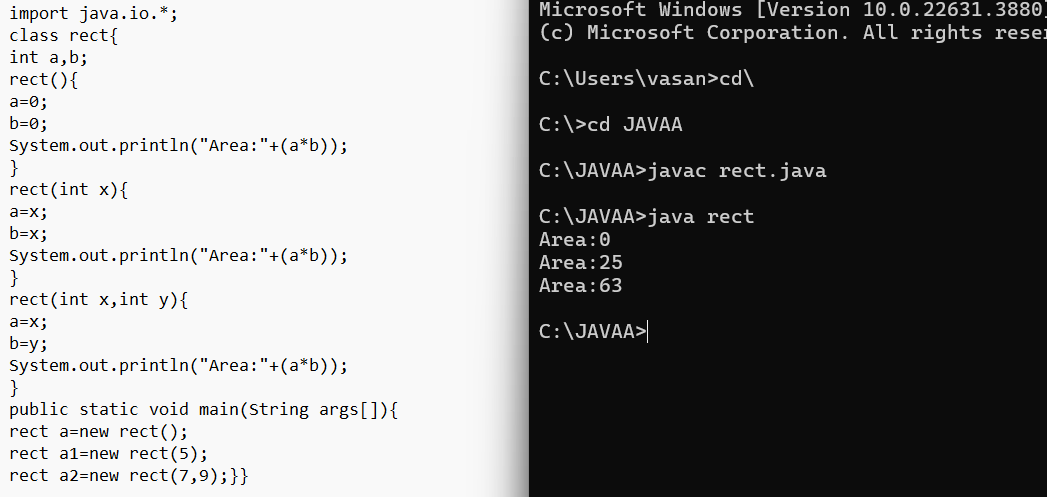 import java.io.*;
class rect{
int a,b;
rect(){
a=0;
b=0;
System.out.println("Area:"+(a*b));
}
rect(int x){
a=x;
b=x;
System.out.println("Area:"+(a*b));
}
rect(int x,int y){
a=x;
b=y;
System.out.println("Area:"+(a*b));
}
public static void main(String args[]){
rect a=new rect();
rect a1=new rect(5);
rect a2=new rect(7,9);}}
Microsoft Windows [Version 10.0.22631.3880]
(c) Microsoft Corporation. All rights
C:\Users\vasan>cd\
C:\>cd JAVAA
C:\JAVAA>javac rect.java
C:\JAVAA>java rect
Area:0
Area:25
Area:63
C:\JAVAA>